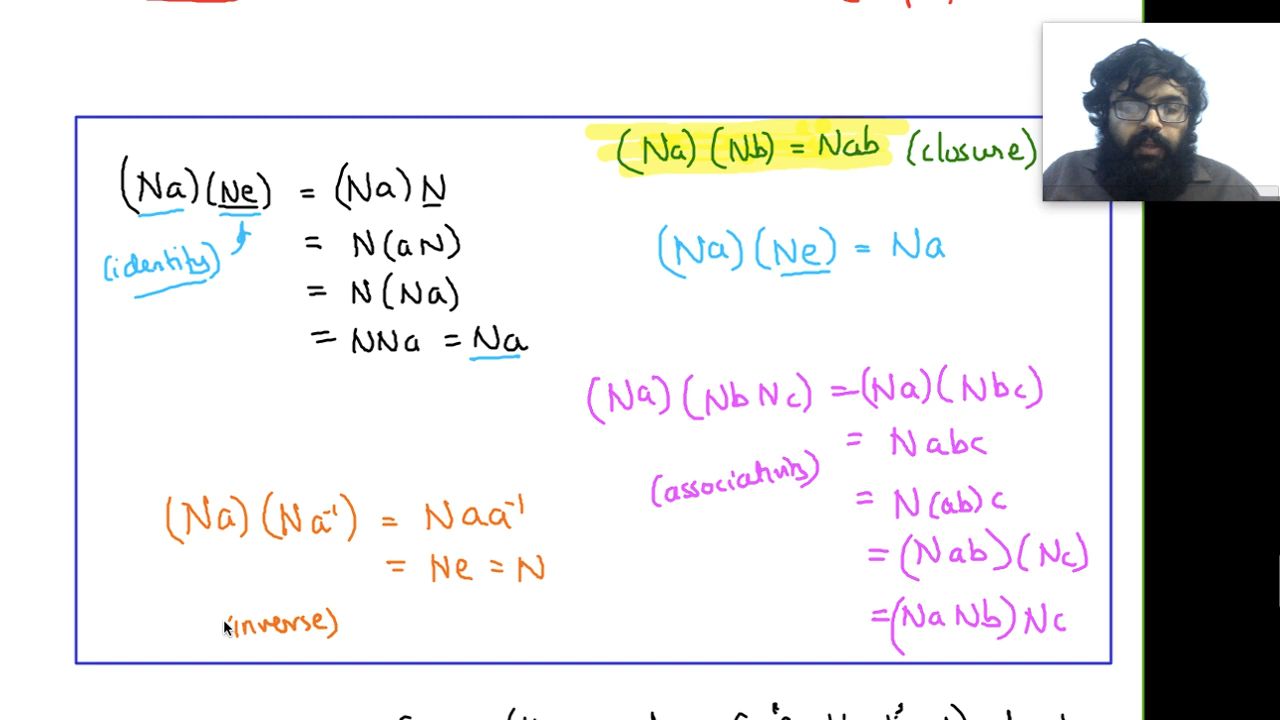 (Na)(Nb) = Nab (closure)
(Na)(Ne) = (Na)N
= N(aN)
(identity)
= N(Na)
= NNa = Na
(Na)(Ne) = Na
(Na)(NbNc) = (Na)(Nbc)
= Nabc
(associativity)
= N(ab)c
= (Nab)(Nc)
= (NaNb)Nc
(Na)(Na⁻¹) = Naa⁻¹
= Ne = N
(inverse)